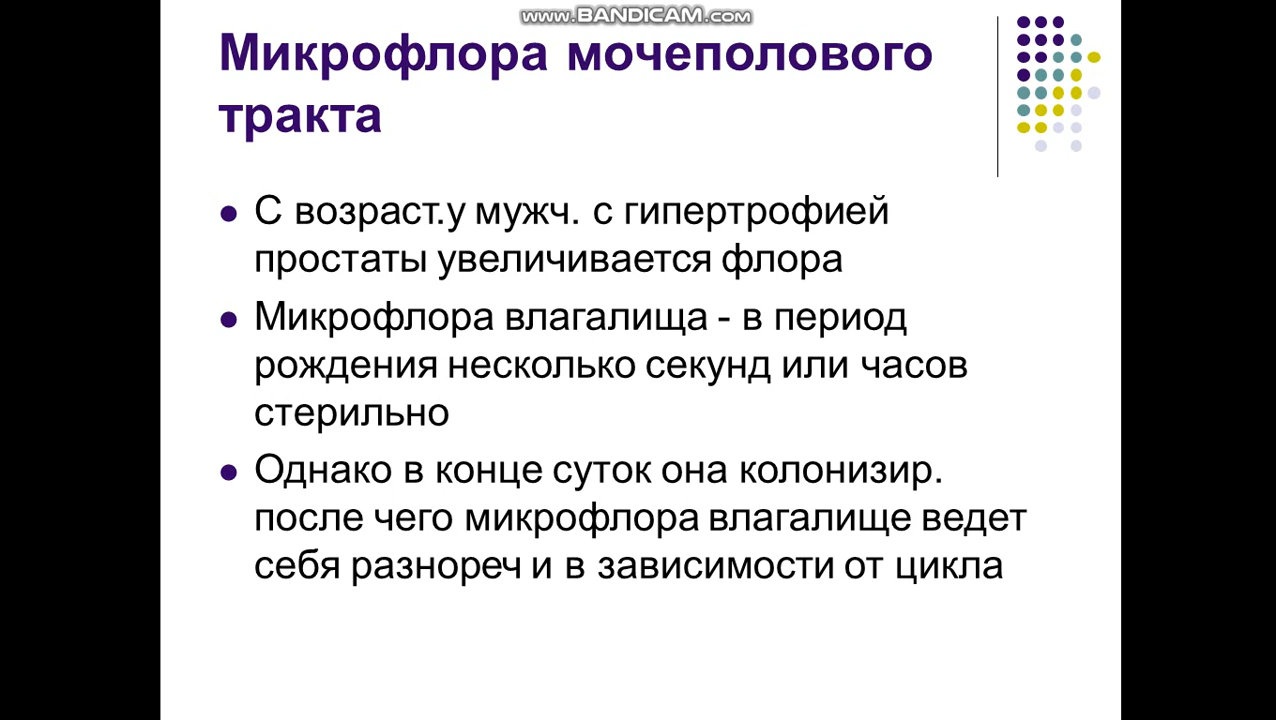 www.BANDICAM.com
Микрофлора мочеполового
тракта
С возраст.у мужч. с гипертрофией
простаты увеличивается флора
Микрофлора влагалища - в период
рождения несколько секунд или часов
стерильно
Однако в конце суток она колонизир.
после чего микрофлора влагалище ведет
себя разнореч и в зависимости от цикла